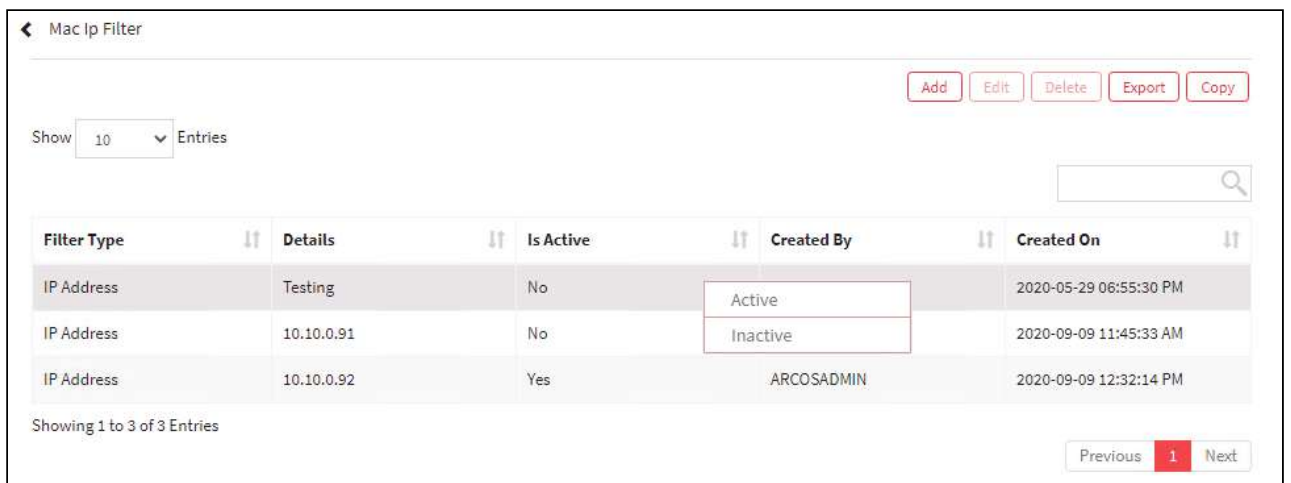 Mac Ip Filter
Add Edit Delete Export Copy
Show 10 Entries
Filter Type Details Is Active Created By Created On
IP Address Testing No 2020-05-29 06:55:30 PM
Active
IP Address 10.10.0.91 No 2020-09-09 11:45:33 AM
Inactive
IP Address 10.10.0.92 Yes ARCOSADMIN 2020-09-09 12:32:14 PM
Showing 1 to 3 of 3 Entries
Previous 1 Next